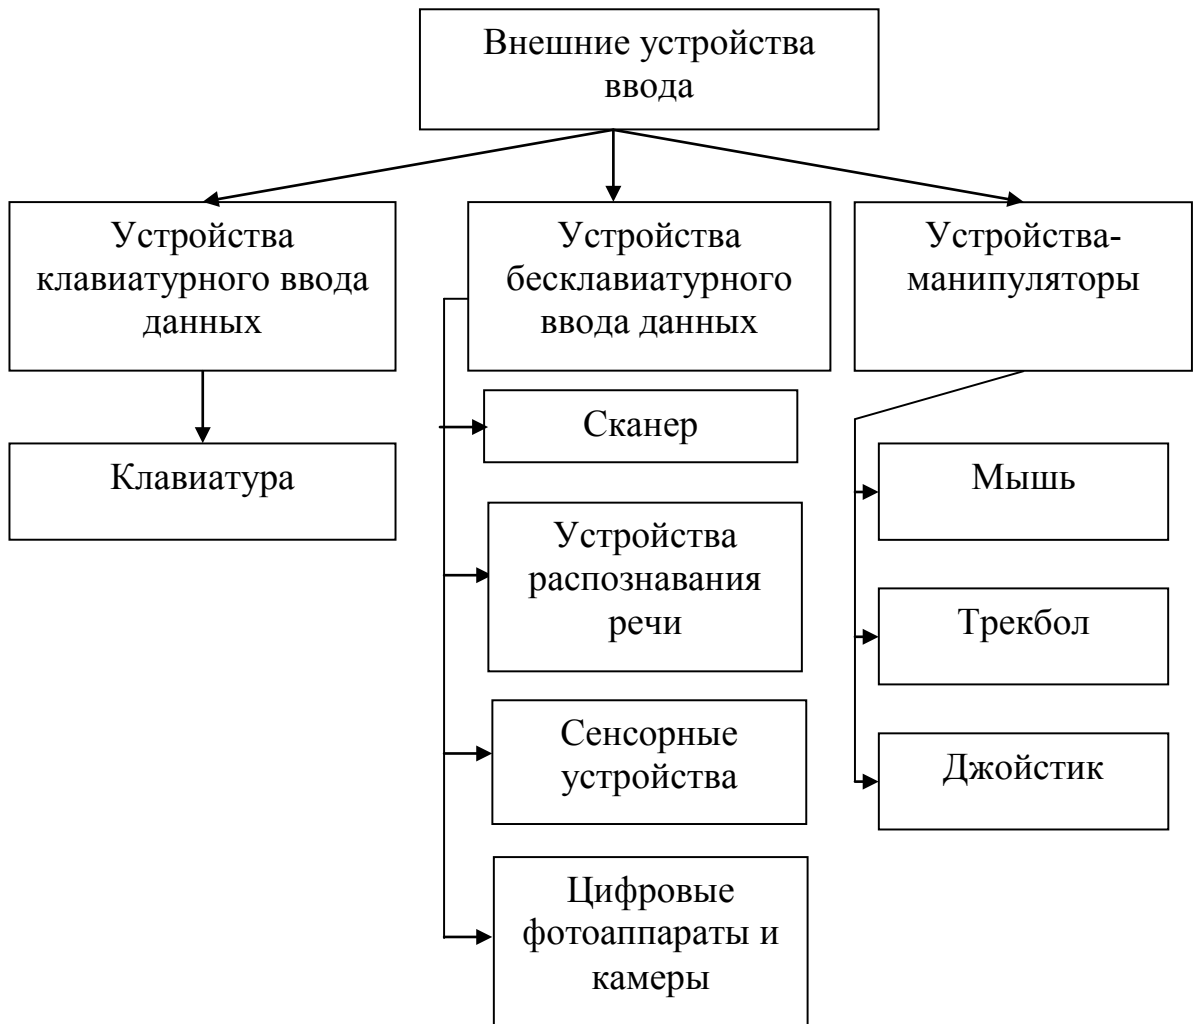 Внешние устройства
ввода
Устройства
клавиатурного ввода
данных
Устройства
бесклавиатурного
ввода данных
Устройства-
манипуляторы
Клавиатура
Сканер
Устройства
распознавания
речи
Сенсорные
устройства
Цифровые
фотоаппараты и
камеры
Мышь
Трекбол
Джойстик